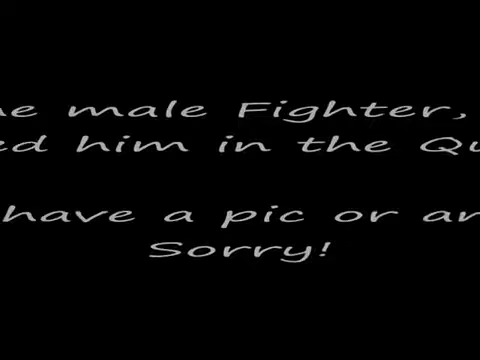 he male Fighter,
ed him in the Qu
have a pic or an
Sorry!